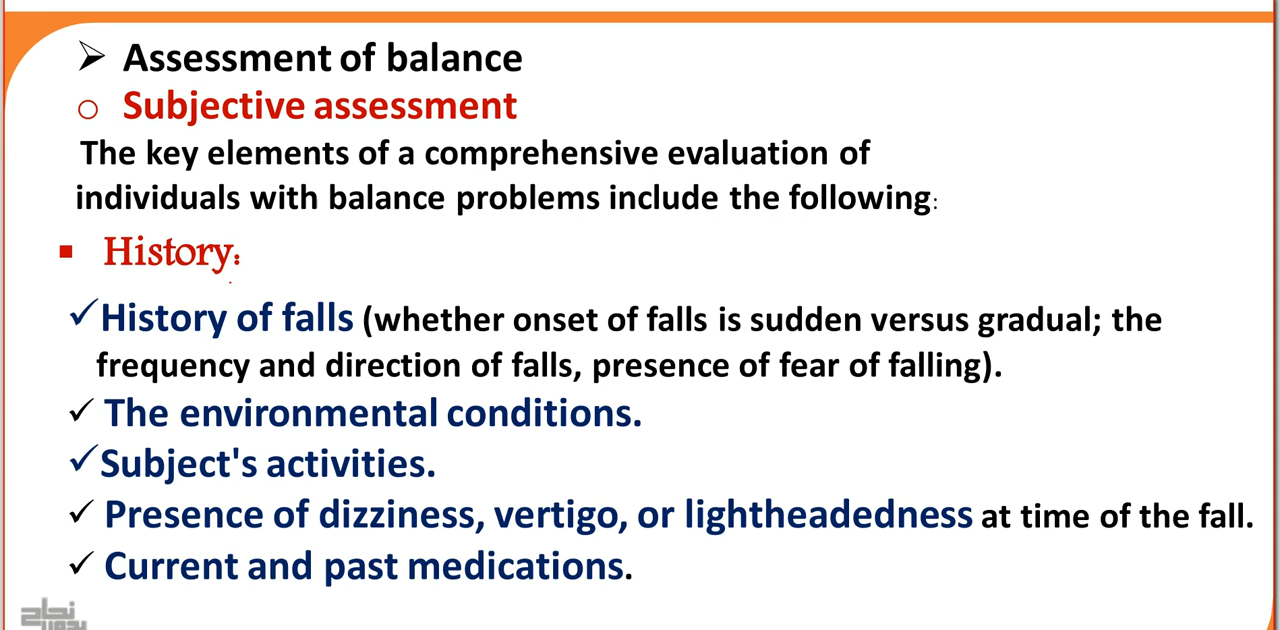 ➢ Assessment of balance
o Subjective assessment
The key elements of a comprehensive evaluation of
individuals with balance problems include the following:
▪ History:
✓History of falls (whether onset of falls is sudden versus gradual; the
frequency and direction of falls, presence of fear of falling).
✓ The environmental conditions.
✓Subject's activities.
✓ Presence of dizziness, vertigo, or lightheadedness at time of the fall.
✓ Current and past medications.
نجاح